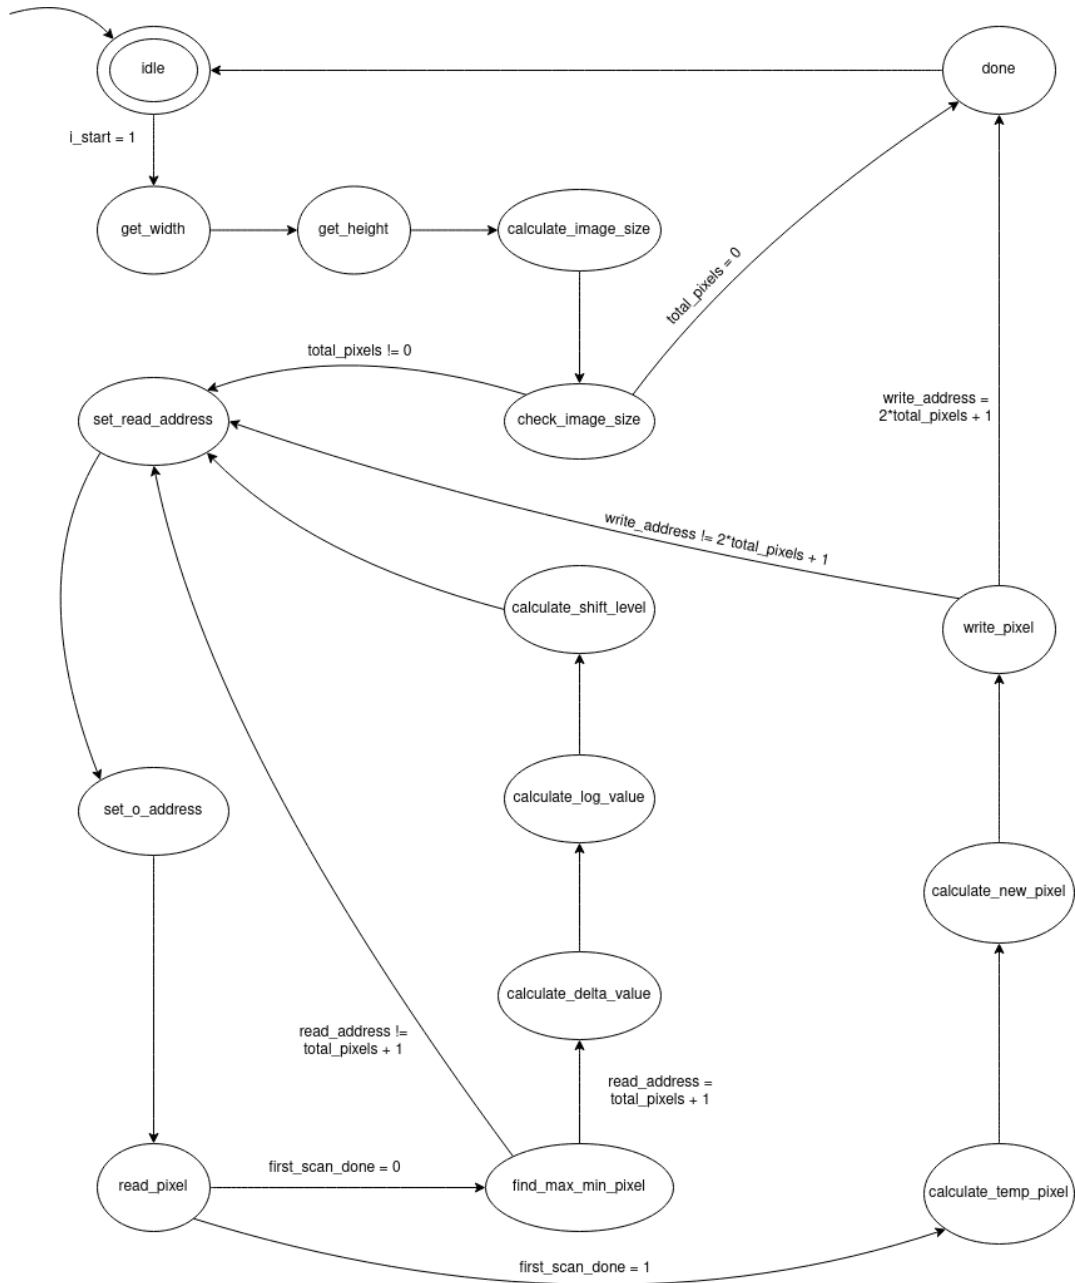 idle
done
i_start = 1
get_width
get_height
calculate_image_size
total_pixels = 0
total_pixels != 0
set_read_address
check_image_size
write_address =
2*total_pixels + 1
write_address != 2*total_pixels + 1
calculate_shift_level
write_pixel
calculate_log_value
set_o_address
calculate_new_pixel
calculate_delta_value
read_address !=
total_pixels + 1
read_address =
total_pixels + 1
first_scan_done = 0
read_pixel
find_max_min_pixel
calculate_temp_pixel
first_scan_done = 1